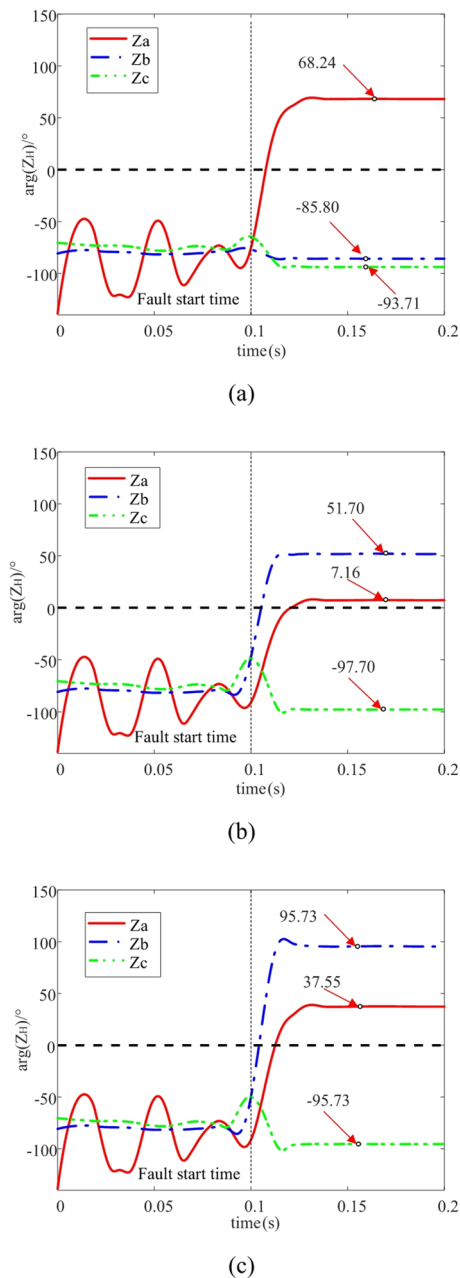 150
100
50
0
-50
-100
arg(ZH)/°
Za
Zb
Zc
68.24
-85.80
-93.71
Fault start time
0 0.05 0.1 0.15 0.2
time(s)
(a)
150
100
50
0
-50
-100
arg(ZH)/°
Za
Zb
Zc
51.70
7.16
-97.70
Fault start time
0 0.05 0.1 0.15 0.2
time(s)
(b)
150
100
50
0
-50
-100
arg(ZH)/°
Za
Zb
Zc
95.73
37.55
-95.73
Fault start time
0 0.05 0.1 0.15 0.2
time(s)
(c)